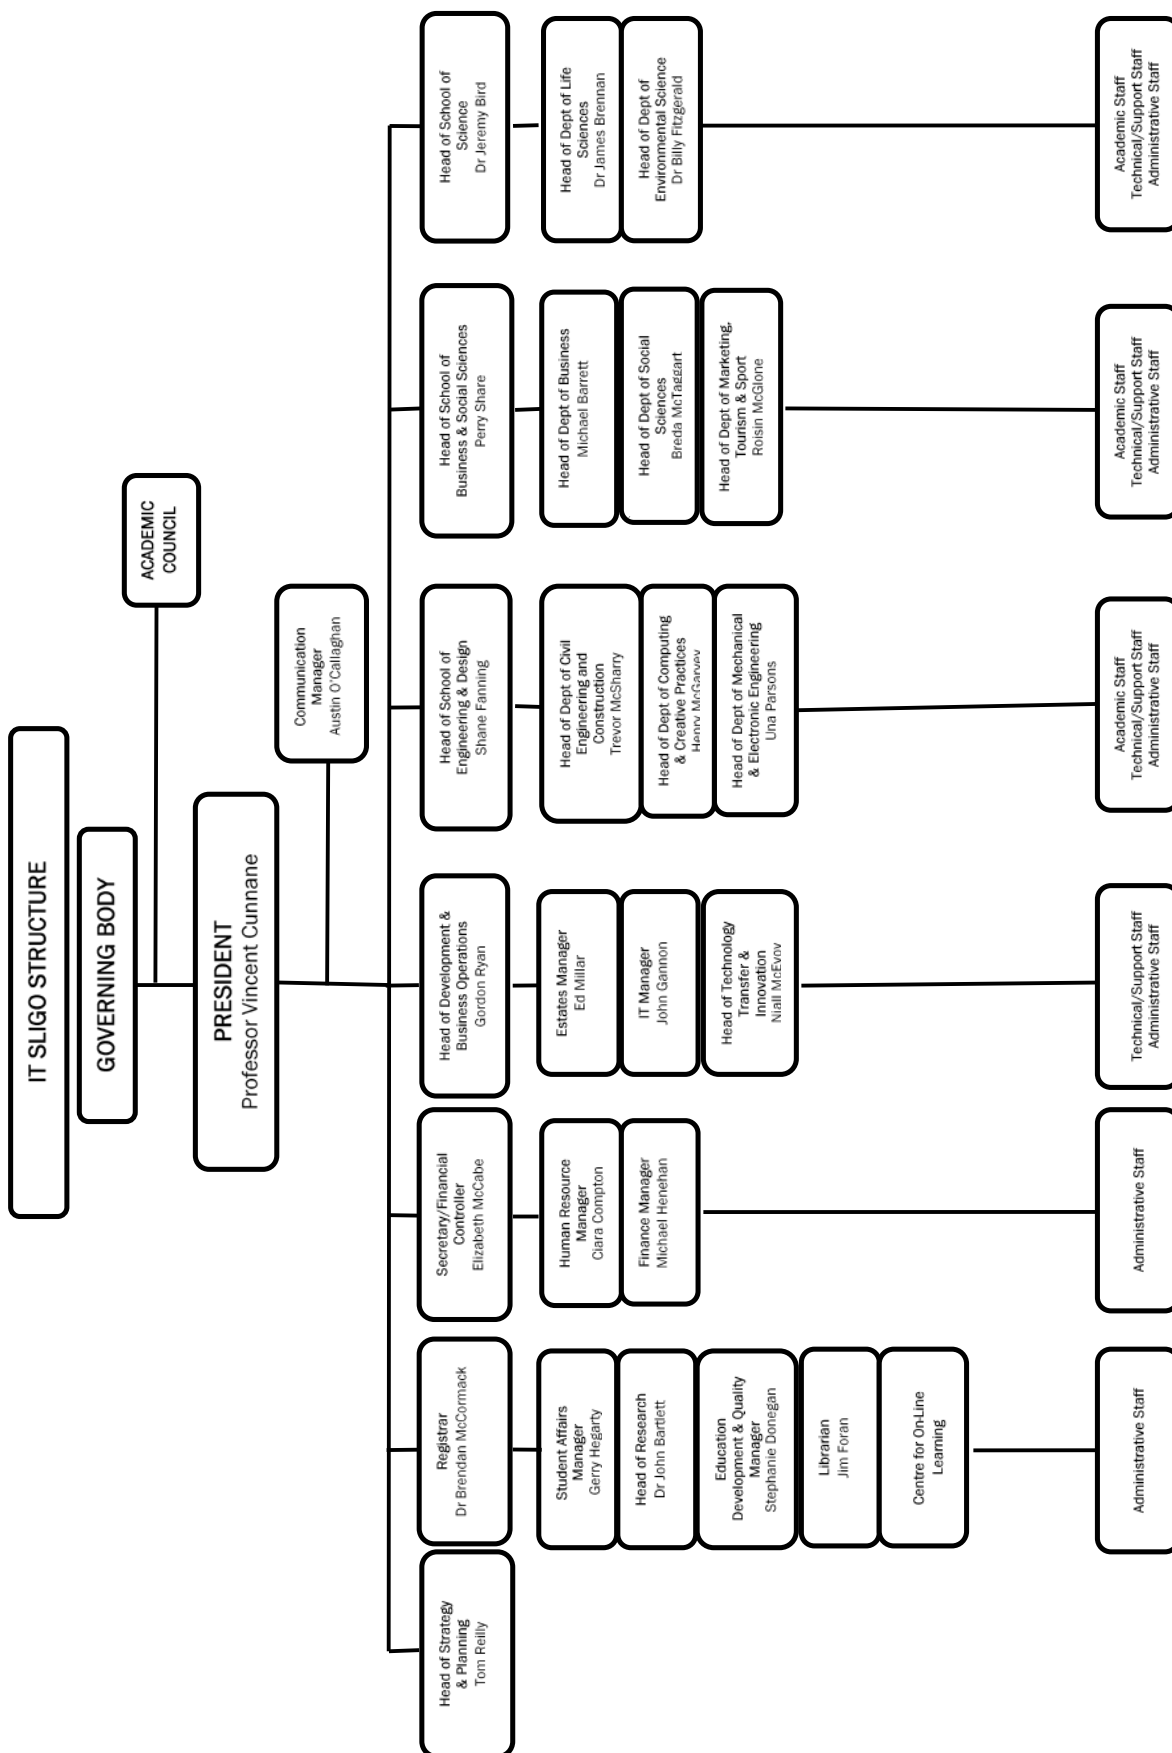 IT SLIGO STRUCTURE
GOVERNING BODY
ACADEMIC
COUNCIL
PRESIDENT
Professor Vincent Cunnane
Communication
Manager
Austin O'Callaghan
Head of Strategy
& Planning
Tom Reilly
Registrar
Dr Brendan McCormack
Secretary/Financial
Controller
Elizabeth McCabe
Head of Development &
Business Operations
Gordon Ryan
Head of School of
Engineering & Design
Shane Fanning
Head of School of
Business & Social Sciences
Perry Share
Head of School of
Science
Dr Jeremy Bird
Student Affairs
Manager
Gerry Hegarty
Head of Research
Dr John Bartlett
Education
Development & Quality
Manager
Stephanie Donegan
Librarian
Jim Foran
Centre for On-Line
Learning
Human Resource
Manager
Ciara Compton
Finance Manager
Michael Henehan
Estates Manager
Ed Millar
IT Manager
John Gannon
Head of Technology
Transfer &
Innovation
Niall McEvoy
Head of Dept of Civil
Engineering and
Construction
Trevor McSharry
Head of Dept of Computing
& Creative Practices
Henry McGarvey
Head of Dept of Mechanical
& Electronic Engineering
Una Parsons
Head of Dept of Business
Michael Barrett
Head of Dept of Social
Sciences
Breda McTaggart
Head of Dept of Marketing,
Tourism & Sport
Roisin McGlone
Head of Dept of Life
Sciences
Dr James Brennan
Head of Dept of
Environmental Science
Dr Billy Fitzgerald
Administrative Staff
Administrative Staff
Technical/Support Staff
Administrative Staff
Academic Staff
Technical/Support Staff
Administrative Staff
Academic Staff
Technical/Support Staff
Administrative Staff
Academic Staff
Technical/Support Staff
Administrative Staff